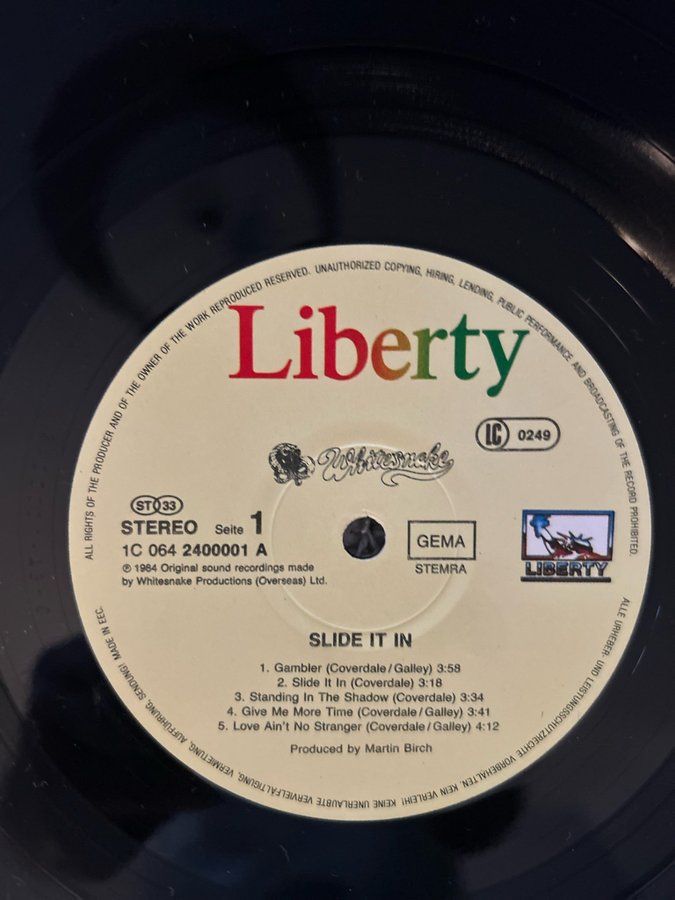 ALL RIGHTS OF THE PRODUCER AND OF THE OWNER OF THE WORK REPRODUCED RESERVED. UNAUTHORIZED COPYING, HIRING, LENDING, PUBLIC PERFORMANCE AND BROADCASTING OF THE RECORD PROHIBITED.
Liberty
LC 0249
Whitesnake
ST 33
STEREO Seite 1
1C 064 2400001 A
℗ 1984 Original sound recordings made
by Whitesnake Productions (Overseas) Ltd.
GEMA
STEMRA
LIBERTY
SLIDE IT IN
1. Gambler (Coverdale/Galley) 3:58
2. Slide It In (Coverdale) 3:18
3. Standing In The Shadow (Coverdale) 3:34
4. Give Me More Time (Coverdale/Galley) 3:41
5. Love Ain't No Stranger (Coverdale/Galley) 4:12
Produced by Martin Birch
ALLE URHEBER- UND LEISTUNGSSCHUTZRECHTE VORBEHALTEN. KEIN VERLEIH! KEINE UNERLAUBTE VERVIELFÄLTIGUNG, VERMIETUNG, AUFFÜHRUNG, SENDUNG! MADE IN EEC.